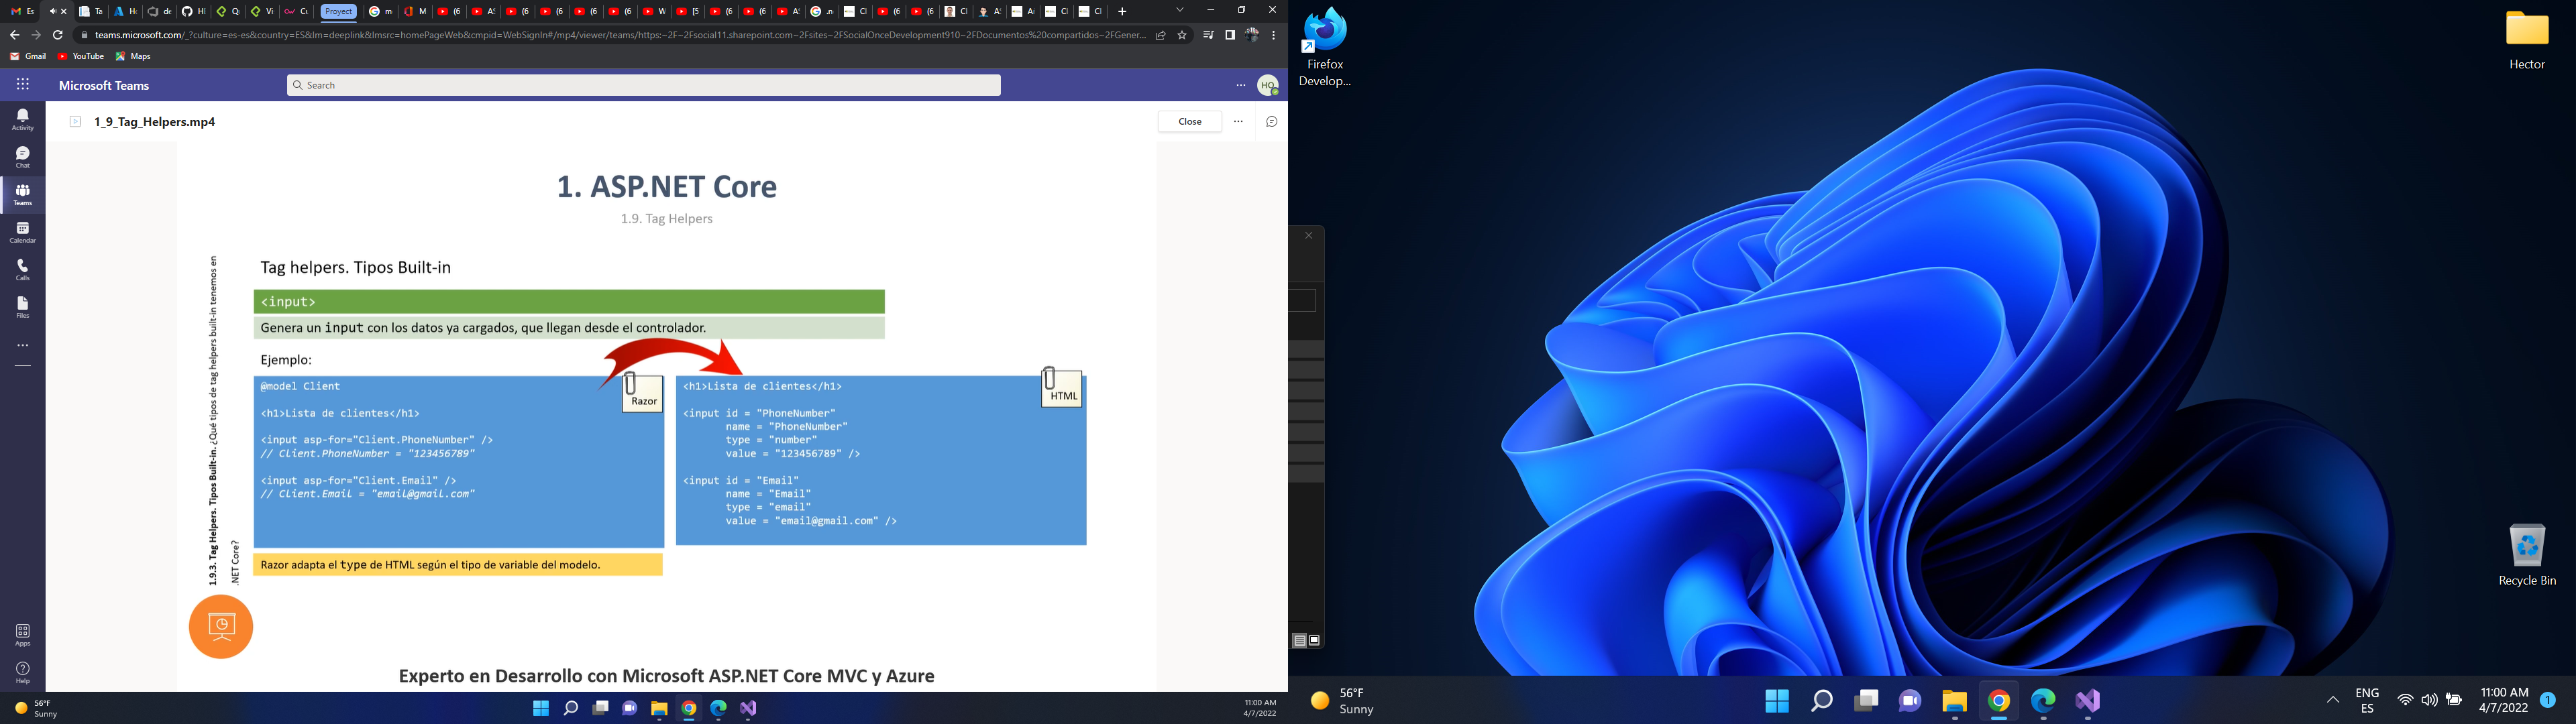 Es
Ta
Ho
de
Hl
Q
Vi
Cu
Proyect
m
M
teams.microsoft.com/_?culture=es-es&country=ES&lm=deeplink&lmsrc=homePageWeb&cmpid=WebSignIn#/mp4/viewer/teams/https:~2F~2Fsocial11.sharepoint.com~2Fsites~2FSocialOnceDevelopment910~2FDocumentos%20compartidos~2FGener...
Gmail
YouTube
Maps
Microsoft Teams
Search
HO
Activity
Chat
Teams
Calendar
Calls
Files
Apps
Help
1_9_Tag_Helpers.mp4
Close
1. ASP.NET Core
1.9. Tag Helpers
1.9.3. Tag Helpers. Tipos Built-in. ¿Qué tipos de tag helpers built-in tenemos en
.NET Core?
Tag helpers. Tipos Built-in
<input>
Genera un input con los datos ya cargados, que llegan desde el controlador.
Ejemplo:
@model Client
<h1>Lista de clientes</h1>
<input asp-for="Client.PhoneNumber" />
// Client.PhoneNumber = "123456789"
<input asp-for="Client.Email" />
// Client.Email = "email@gmail.com"
Razor
<h1>Lista de clientes</h1>
<input id = "PhoneNumber"
name = "PhoneNumber"
type = "number"
value = "123456789" />
<input id = "Email"
name = "Email"
type = "email"
value = "email@gmail.com" />
HTML
Razor adapta el type de HTML según el tipo de variable del modelo.
Experto en Desarrollo con Microsoft ASP.NET Core MVC y Azure
56°F
Sunny
11:00 AM
4/7/2022
Firefox
Develop...
Hector
Recycle Bin
56°F
Sunny
ENG
ES
11:00 AM
4/7/2022
1